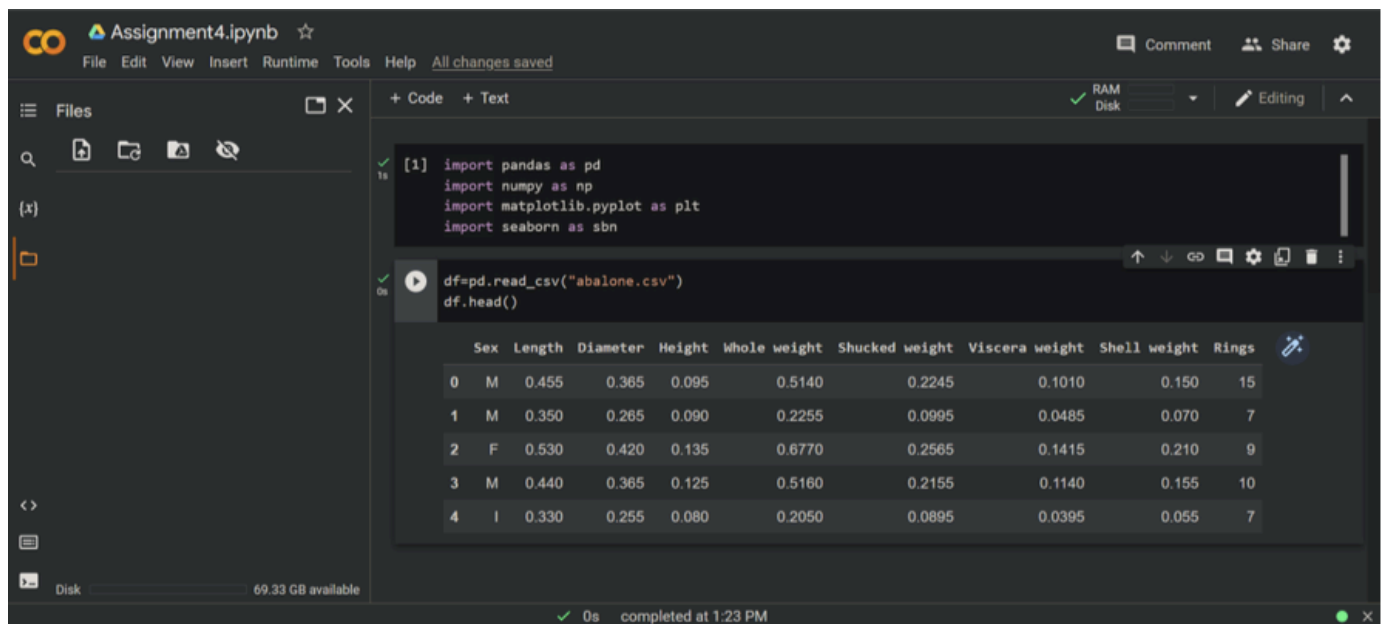 CO Assignment4.ipynb
File Edit View Insert Runtime Tools Help All changes saved
Comment Share
Files
+ Code + Text
RAM
Disk
Editing
{x}
1s
[1] import pandas as pd
import numpy as np
import matplotlib.pyplot as plt
import seaborn as sbn
0s
df=pd.read_csv("abalone.csv")
df.head()
Sex Length Diameter Height Whole weight Shucked weight Viscera weight Shell weight Rings
0 M 0.455 0.365 0.095 0.5140 0.2245 0.1010 0.150 15
1 M 0.350 0.265 0.090 0.2255 0.0995 0.0485 0.070 7
2 F 0.530 0.420 0.135 0.6770 0.2565 0.1415 0.210 9
3 M 0.440 0.365 0.125 0.5160 0.2155 0.1140 0.155 10
4 I 0.330 0.255 0.080 0.2050 0.0895 0.0395 0.055 7
Disk 69.33 GB available
0s completed at 1:23 PM